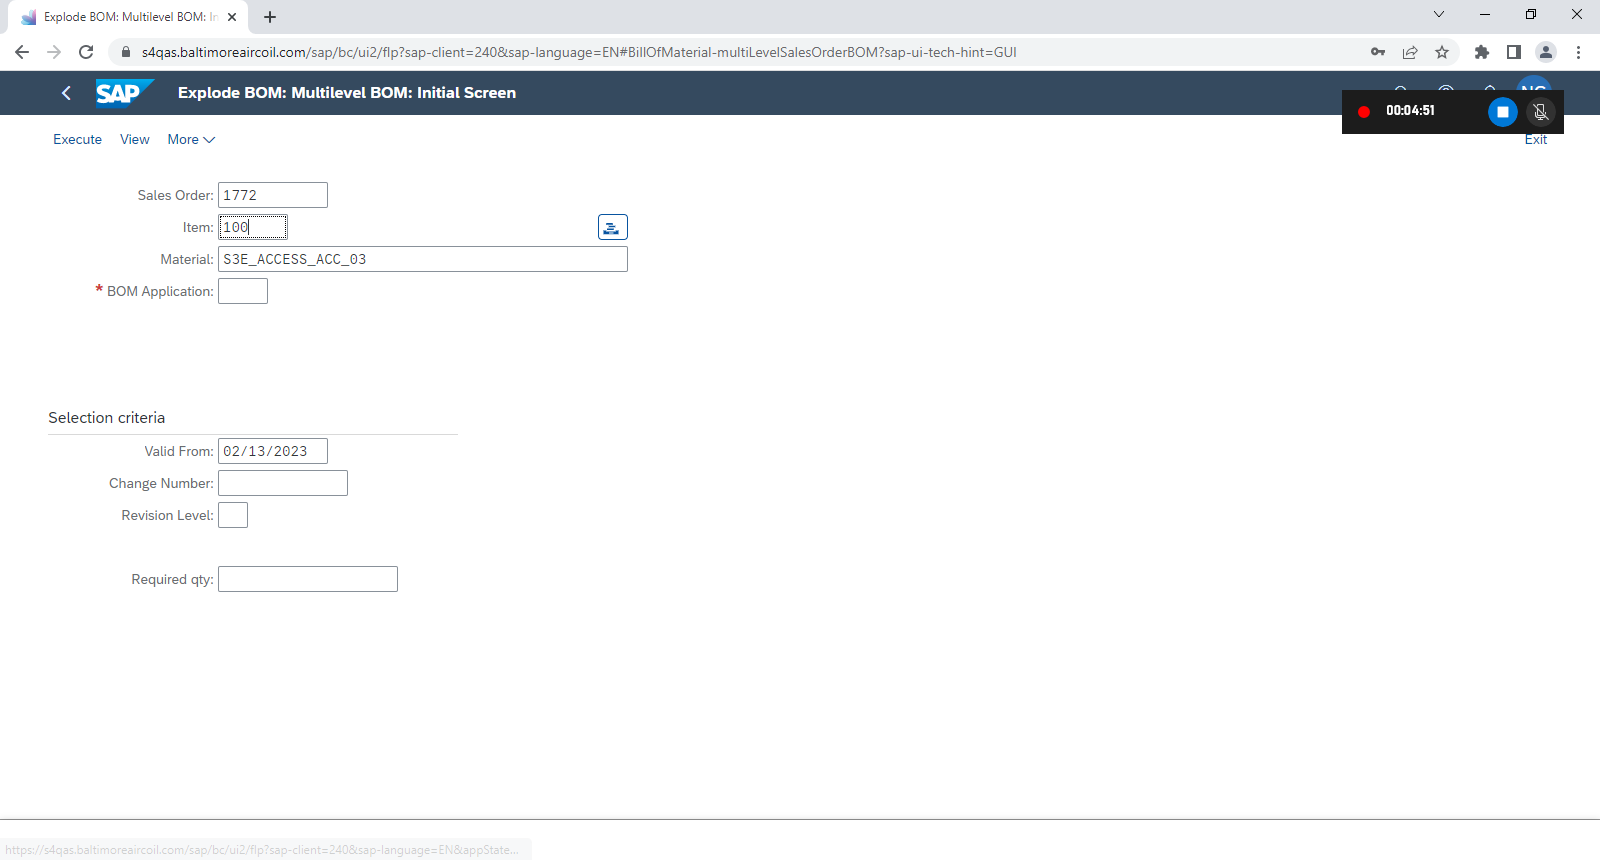 Explode BOM: Multilevel BOM: In
s4qas.baltimoreaircoil.com/sap/bc/ui2/flp?sap-client=240&sap-language=EN#BillOfMaterial-multiLevelSalesOrderBOM?sap-ui-tech-hint=GUI
SAP Explode BOM: Multilevel BOM: Initial Screen
00:04:51
Execute View More Exit
Sales Order: 1772
Item: 100
Material: S3E_ACCESS_ACC_03
* BOM Application:
Selection criteria
Valid From: 02/13/2023
Change Number:
Revision Level:
Required qty:
https://s4qas.baltimoreaircoil.com/sap/bc/ui2/flp?sap-client=240&sap-language=EN&appState...